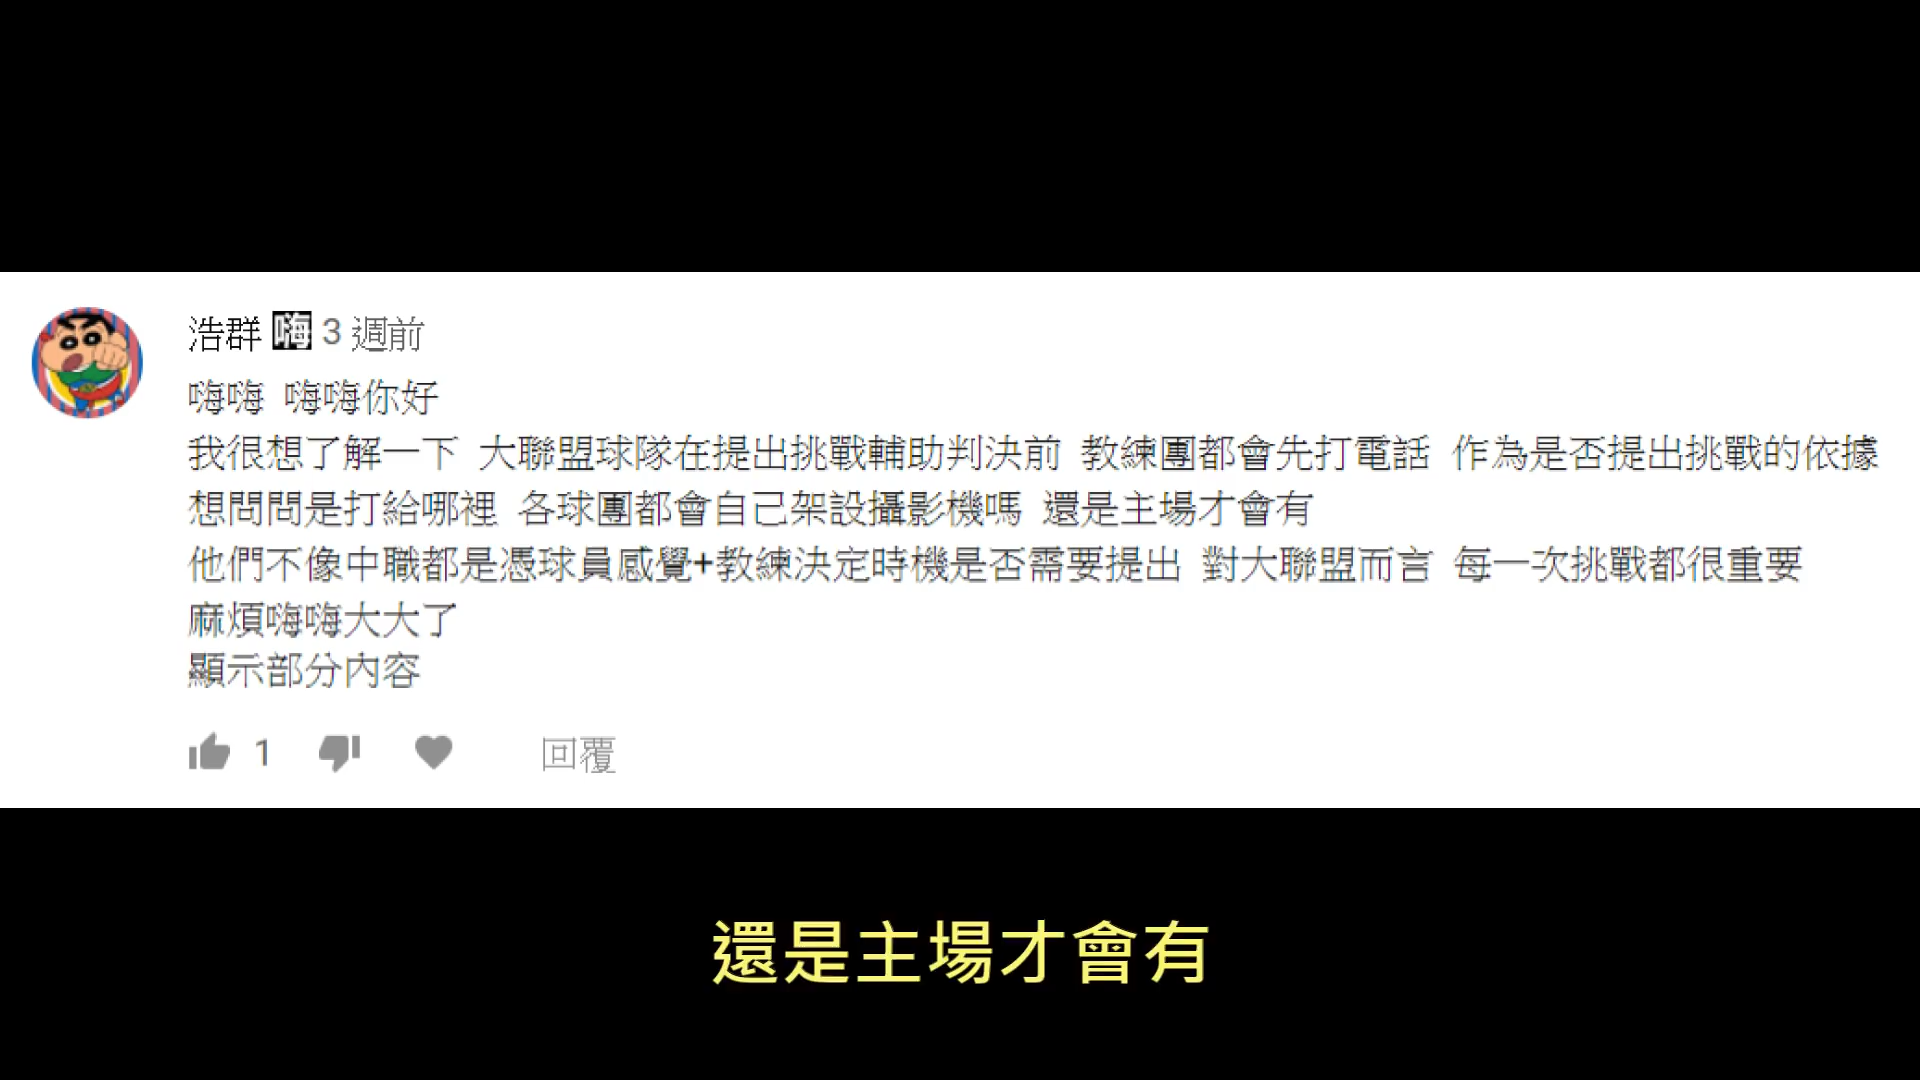 浩群 嗨 3 週前
嗨嗨 嗨嗨你好
我很想了解一下 大聯盟球隊在提出挑戰輔助判決前 教練團都會先打電話 作為是否提出挑戰的依據
想問問是打給哪裡 各球團都會自己架設攝影機嗎 還是主場才會有
他們不像中職都是憑球員感覺+教練決定時機是否需要提出 對大聯盟而言 每一次挑戰都很重要
麻煩嗨嗨大大了
顯示部分內容
1 回覆
還是主場才會有